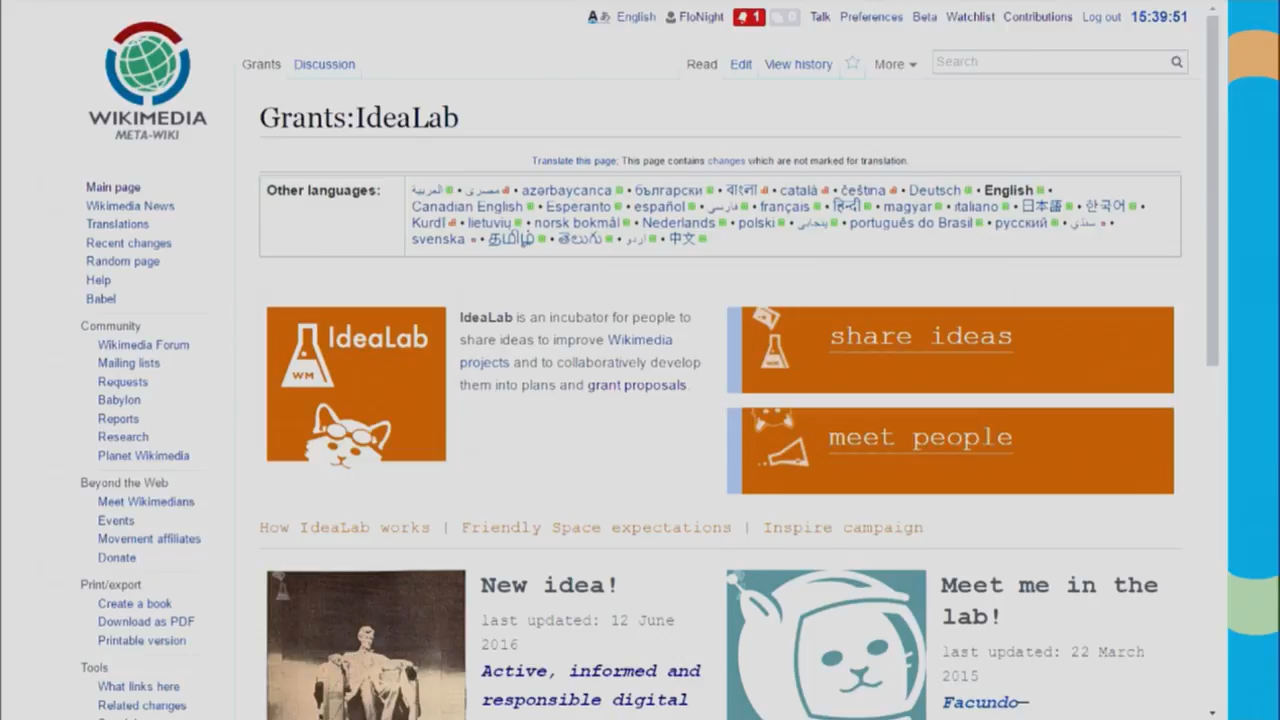 English FloNight 1 0 Talk Preferences Beta Watchlist Contributions Log out 15:39:51
Grants Discussion Read Edit View history More Search
WIKIMEDIA
META-WIKI
Grants:IdeaLab
Translate this page; This page contains changes which are not marked for translation.
Other languages: العربية • مصرى • azərbaycanca • български • বাংলা • català • čeština • Deutsch • English •
Canadian English • Esperanto • español • فارسی • français • हिन्दी • magyar • italiano • 日本語 • 한국어 •
Kurdî • lietuvių • norsk bokmål • Nederlands • polski • پنجابی • português do Brasil • русский • سنڌي •
svenska • தமிழ் • తెలుగు • اردو • 中文
Main page
Wikimedia News
Translations
Recent changes
Random page
Help
Babel
Community
Wikimedia Forum
Mailing lists
Requests
Babylon
Reports
Research
Planet Wikimedia
Beyond the Web
Meet Wikimedians
Events
Movement affiliates
Donate
Print/export
Create a book
Download as PDF
Printable version
Tools
What links here
Related changes
IdeaLab
WM
IdeaLab is an incubator for people to
share ideas to improve Wikimedia
projects and to collaboratively develop
them into plans and grant proposals.
share ideas
meet people
How IdeaLab works | Friendly Space expectations | Inspire campaign
New idea!
last updated: 12 June
2016
Active, informed and
responsible digital
Meet me in the
lab!
last updated: 22 March
2015
Facundo—